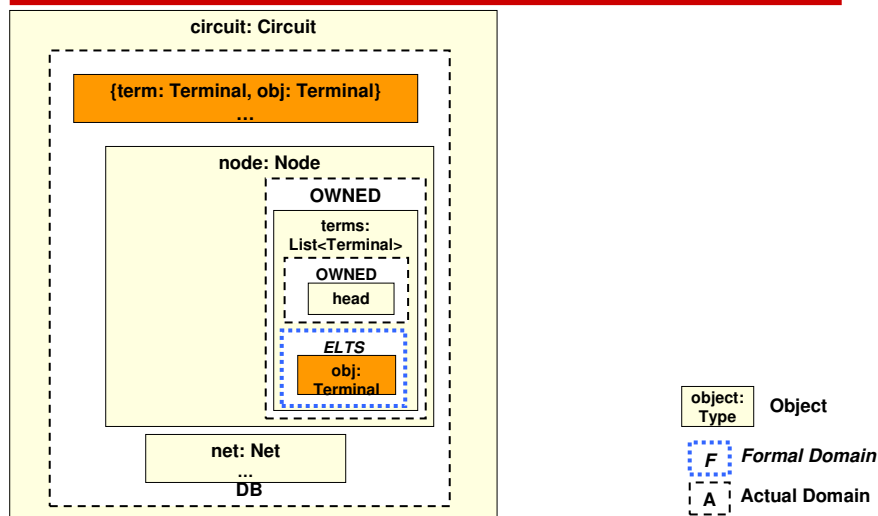 circuit: Circuit
{term: Terminal, obj: Terminal}
...
node: Node
OWNED
terms:
List<Terminal>
OWNED
head
ELTS
obj:
Terminal
net: Net
...
DB
object:
Type
Object
F
Formal Domain
A
Actual Domain